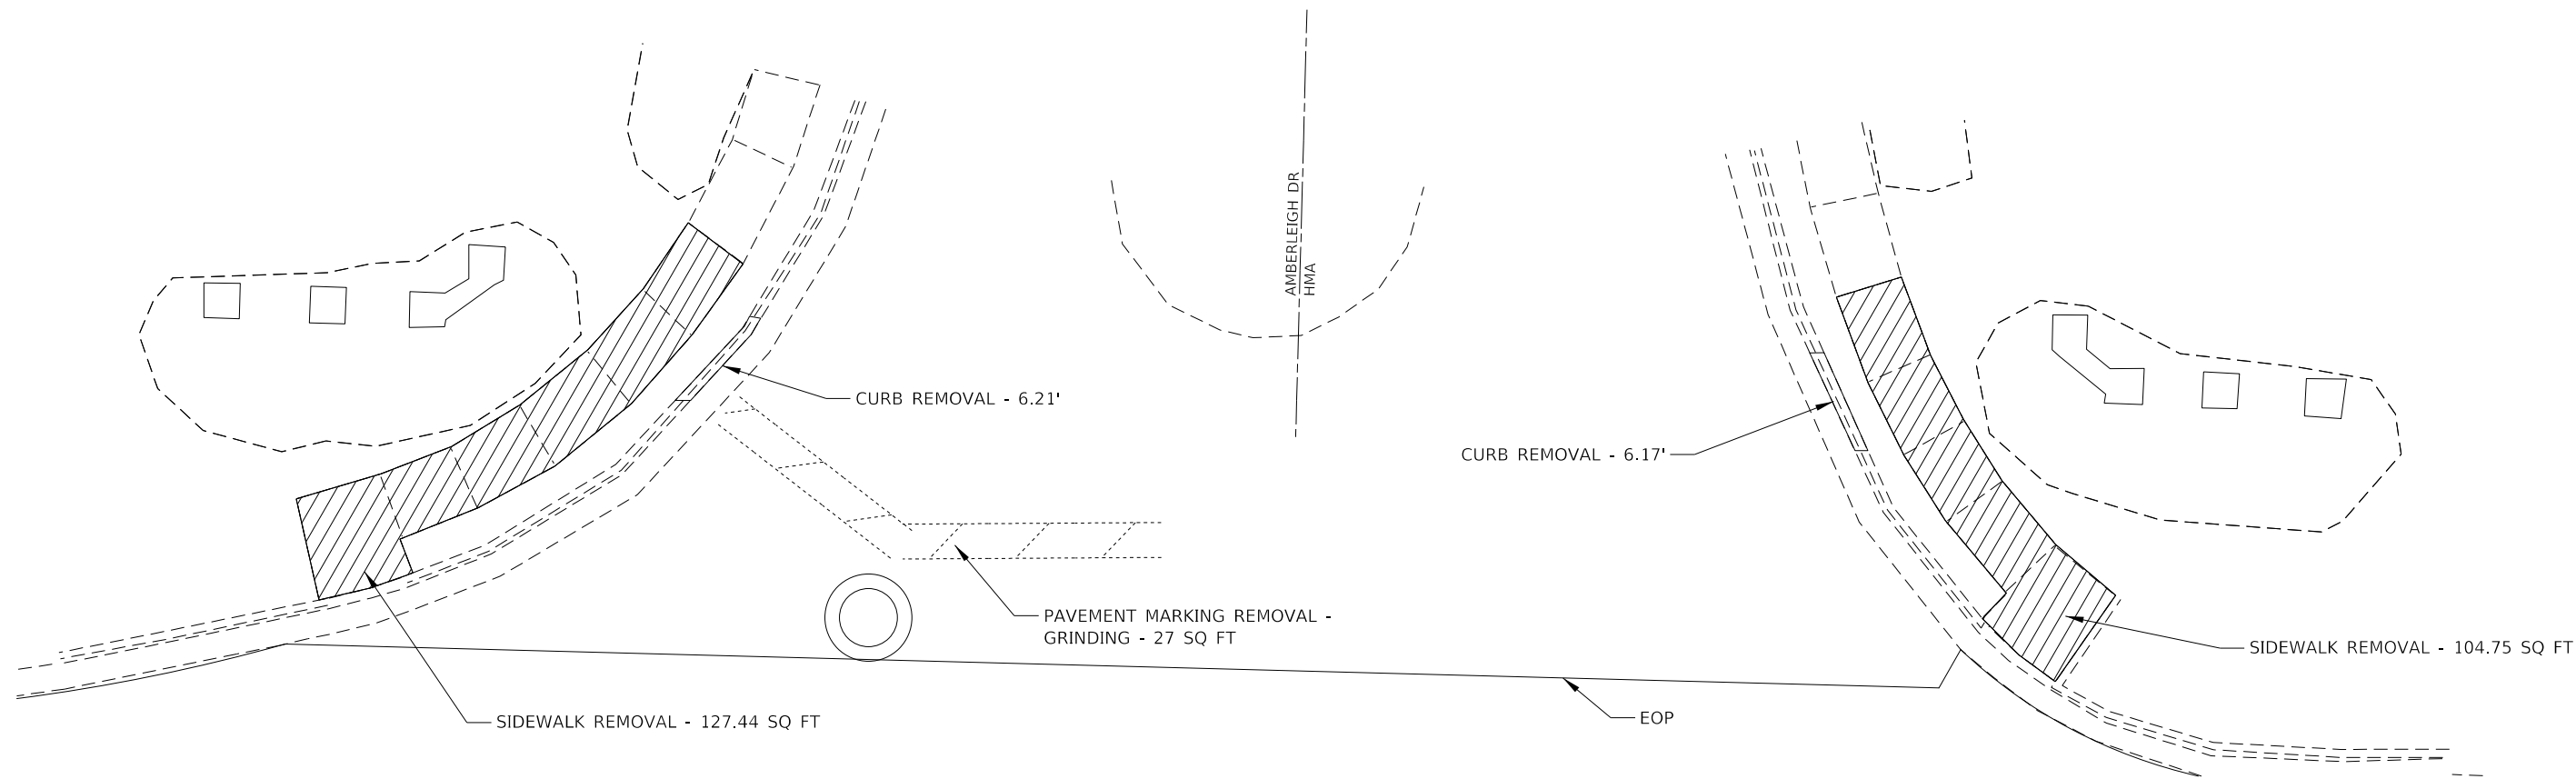 AMBERLEIGH DR
HMA
CURB REMOVAL - 6.21'
CURB REMOVAL - 6.17'
PAVEMENT MARKING REMOVAL -
GRINDING - 27 SQ FT
SIDEWALK REMOVAL - 104.75 SQ FT
SIDEWALK REMOVAL - 127.44 SQ FT
EOP